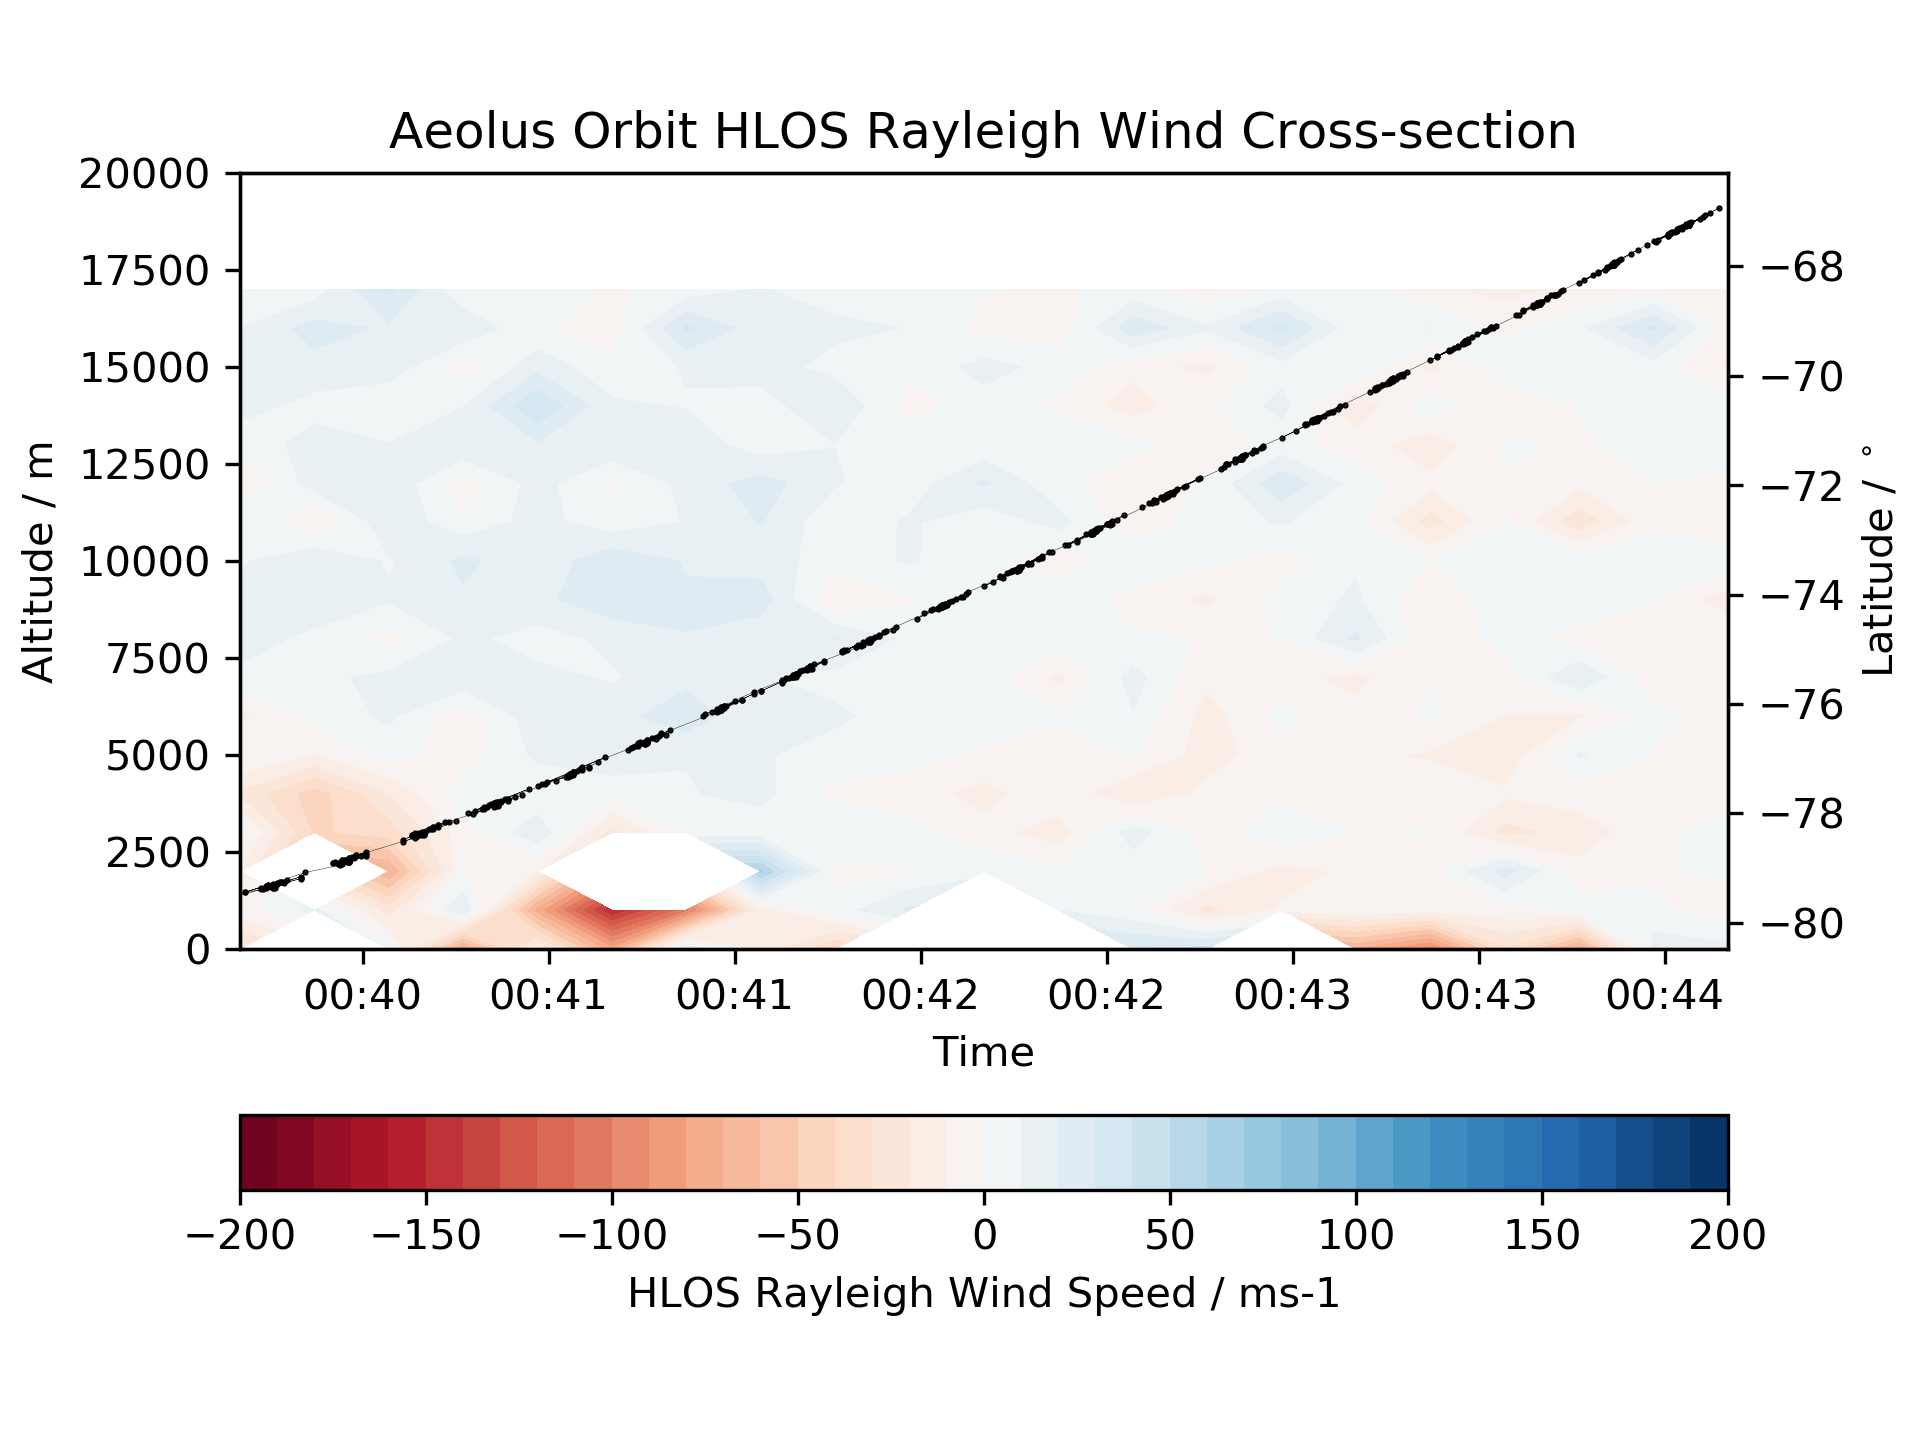 Aeolus Orbit HLOS Rayleigh Wind Cross-section
20000
17500
15000
12500
10000
7500
5000
2500
0
Altitude / m
−68
−70
−72
−74
−76
−78
−80
Latitude / °
00:40 00:41 00:41 00:42 00:42 00:43 00:43 00:44
Time
−200 −150 −100 −50 0 50 100 150 200
HLOS Rayleigh Wind Speed / ms-1